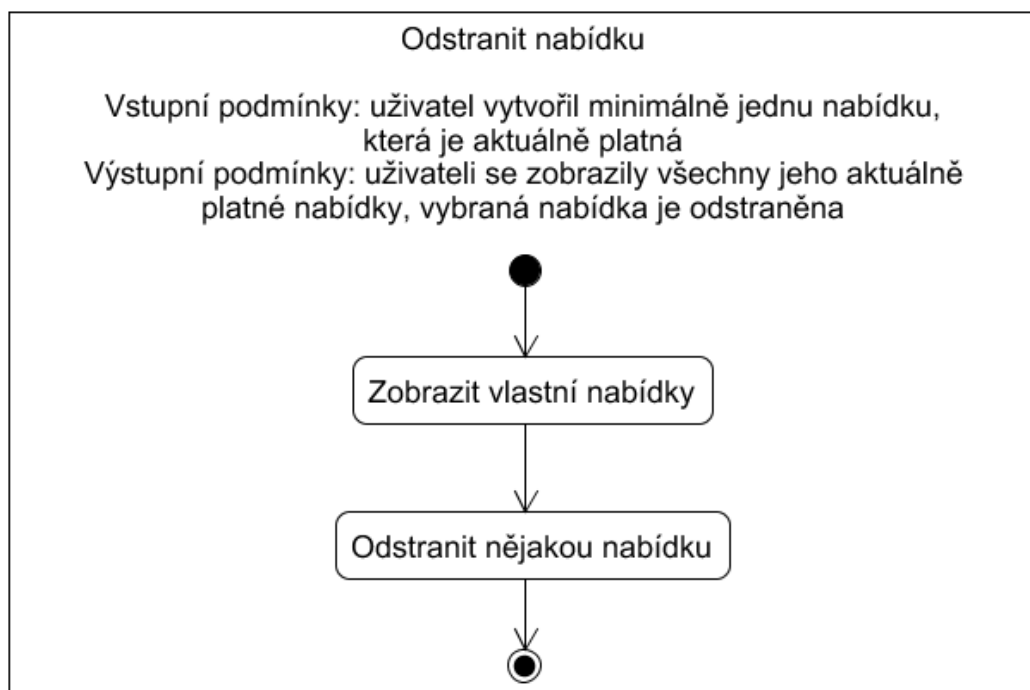 Odstranit nabídku
Vstupní podmínky: uživatel vytvořil minimálně jednu nabídku,
která je aktuálně platná
Výstupní podmínky: uživateli se zobrazily všechny jeho aktuálně
platné nabídky, vybraná nabídka je odstraněna
Zobrazit vlastní nabídky
Odstranit nějakou nabídku